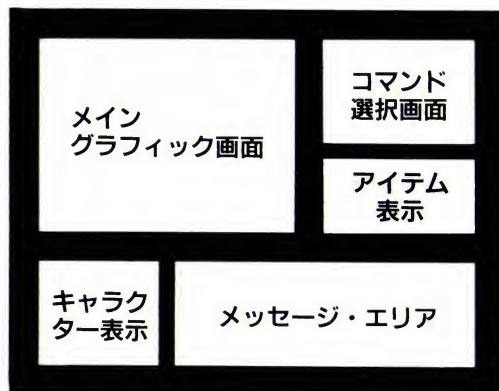 メイン
グラフィック画面
コマンド
選択画面
アイテム
表示
キャラク
ター表示
メッセージ・エリア